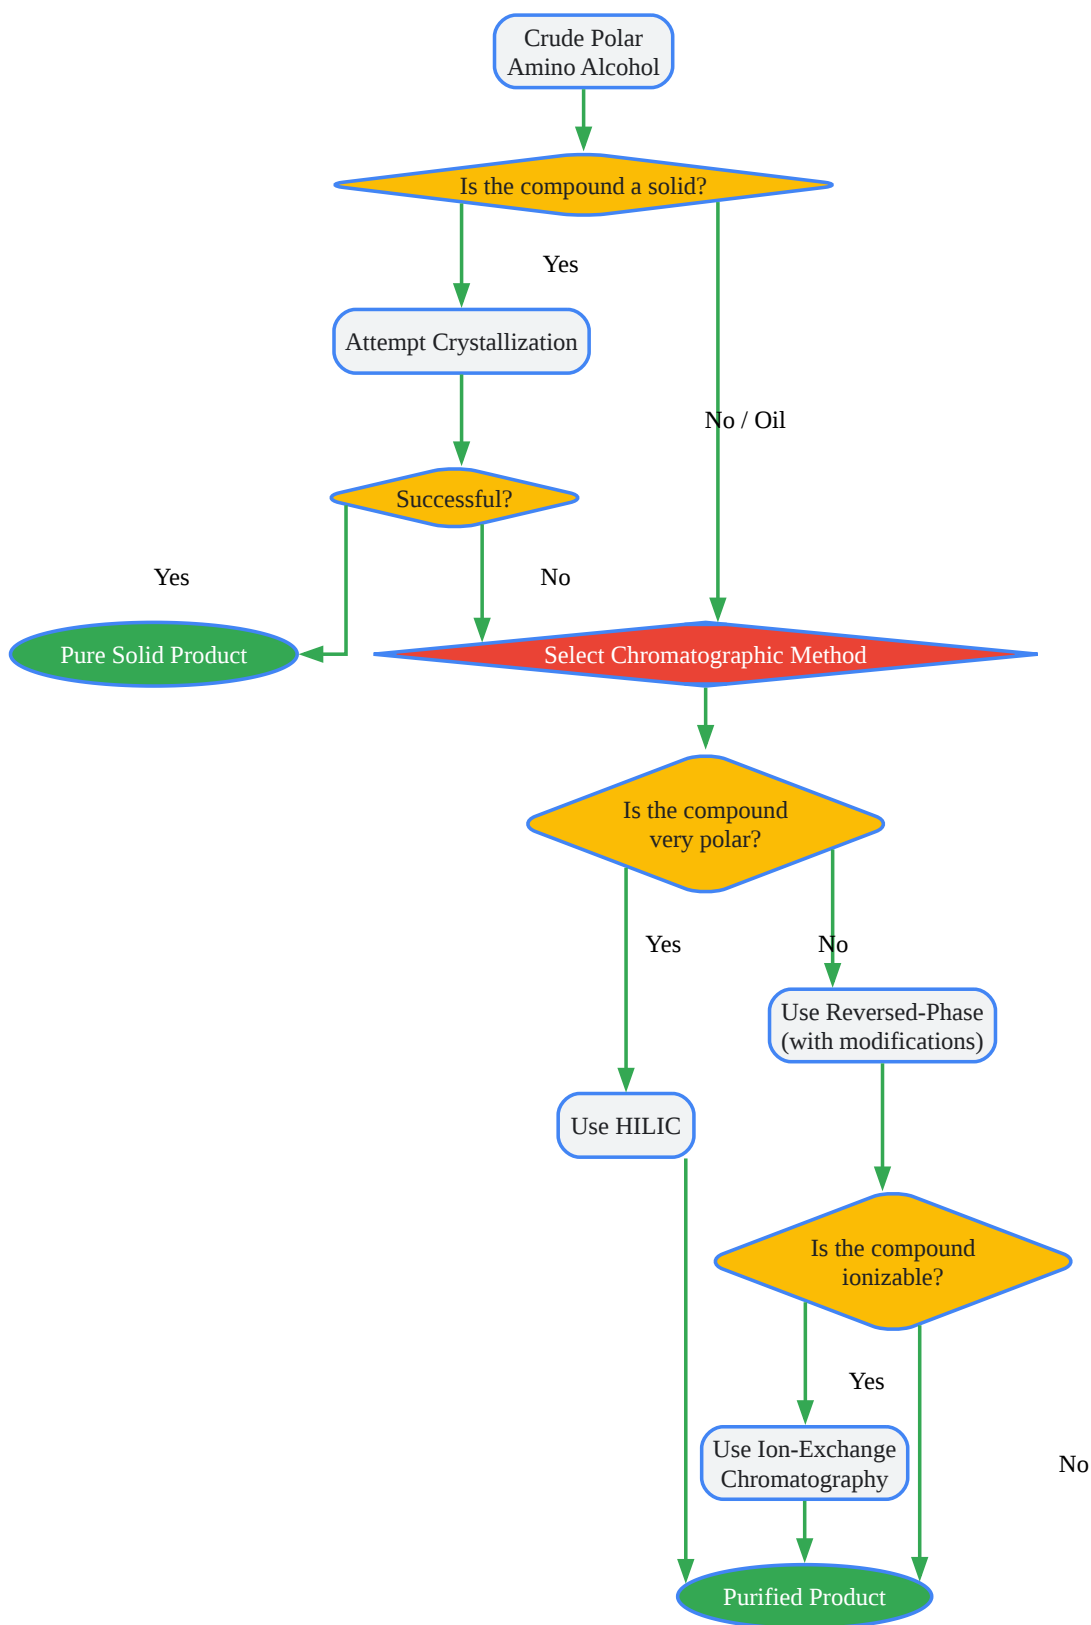 Crude Polar
Amino Alcohol
Is the compound a solid?
Yes
Attempt Crystallization
No / Oil
Successful?
Yes
No
Pure Solid Product
Select Chromatographic Method
Is the compound
very polar?
Yes
No
Use Reversed-Phase
(with modifications)
Use HILIC
Is the compound
ionizable?
Yes
Use Ion-Exchange
Chromatography
No
Purified Product